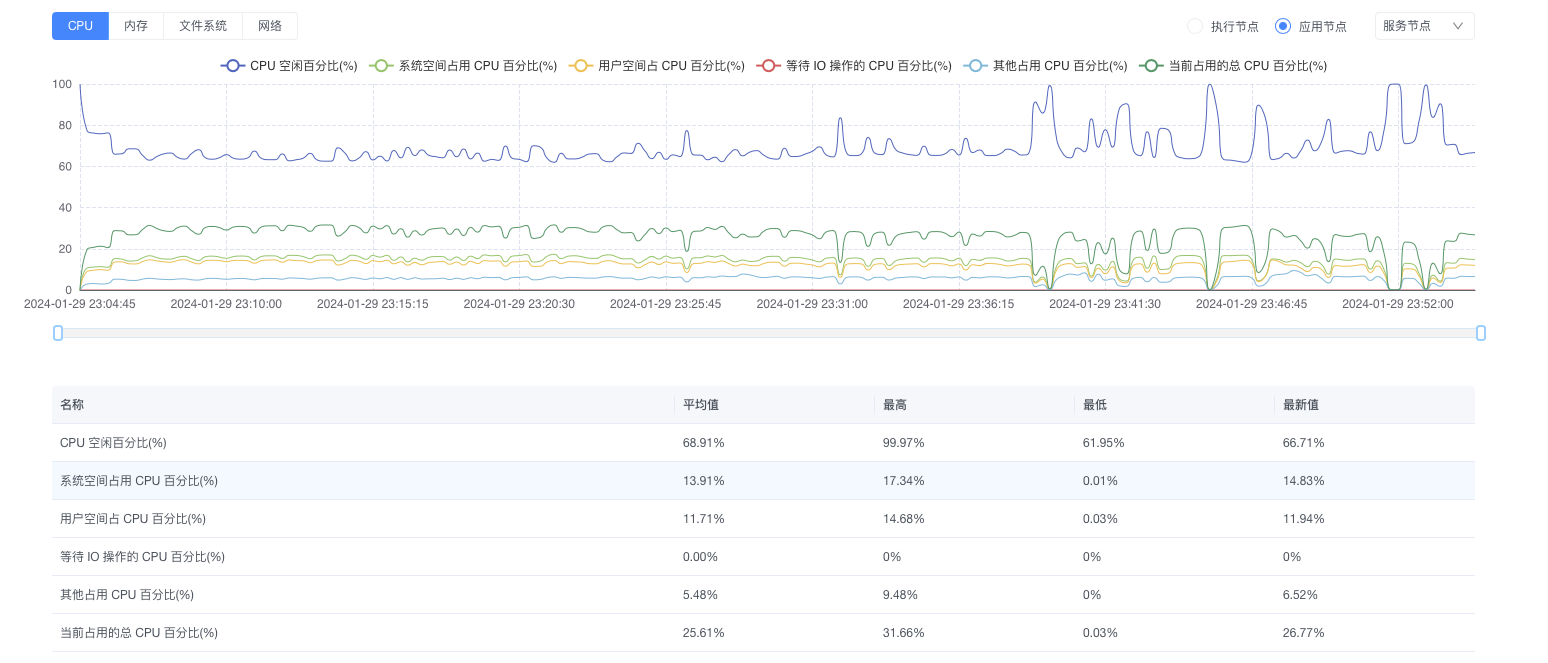 CPU 内存 文件系统 网络 执行节点 应用节点 服务节点
CPU 空闲百分比(%) 系统空间占用 CPU 百分比(%) 用户空间占 CPU 百分比(%) 等待 IO 操作的 CPU 百分比(%) 其他占用 CPU 百分比(%) 当前占用的总 CPU 百分比(%)
100
80
60
40
20
0
2024-01-29 23:04:45 2024-01-29 23:10:00 2024-01-29 23:15:15 2024-01-29 23:20:30 2024-01-29 23:25:45 2024-01-29 23:31:00 2024-01-29 23:36:15 2024-01-29 23:41:30 2024-01-29 23:46:45 2024-01-29 23:52:00
名称 平均值 最高 最低 最新值
CPU 空闲百分比(%) 68.91% 99.97% 61.95% 66.71%
系统空间占用 CPU 百分比(%) 13.91% 17.34% 0.01% 14.83%
用户空间占 CPU 百分比(%) 11.71% 14.68% 0.03% 11.94%
等待 IO 操作的 CPU 百分比(%) 0.00% 0% 0% 0%
其他占用 CPU 百分比(%) 5.48% 9.48% 0% 6.52%
当前占用的总 CPU 百分比(%) 25.61% 31.66% 0.03% 26.77%